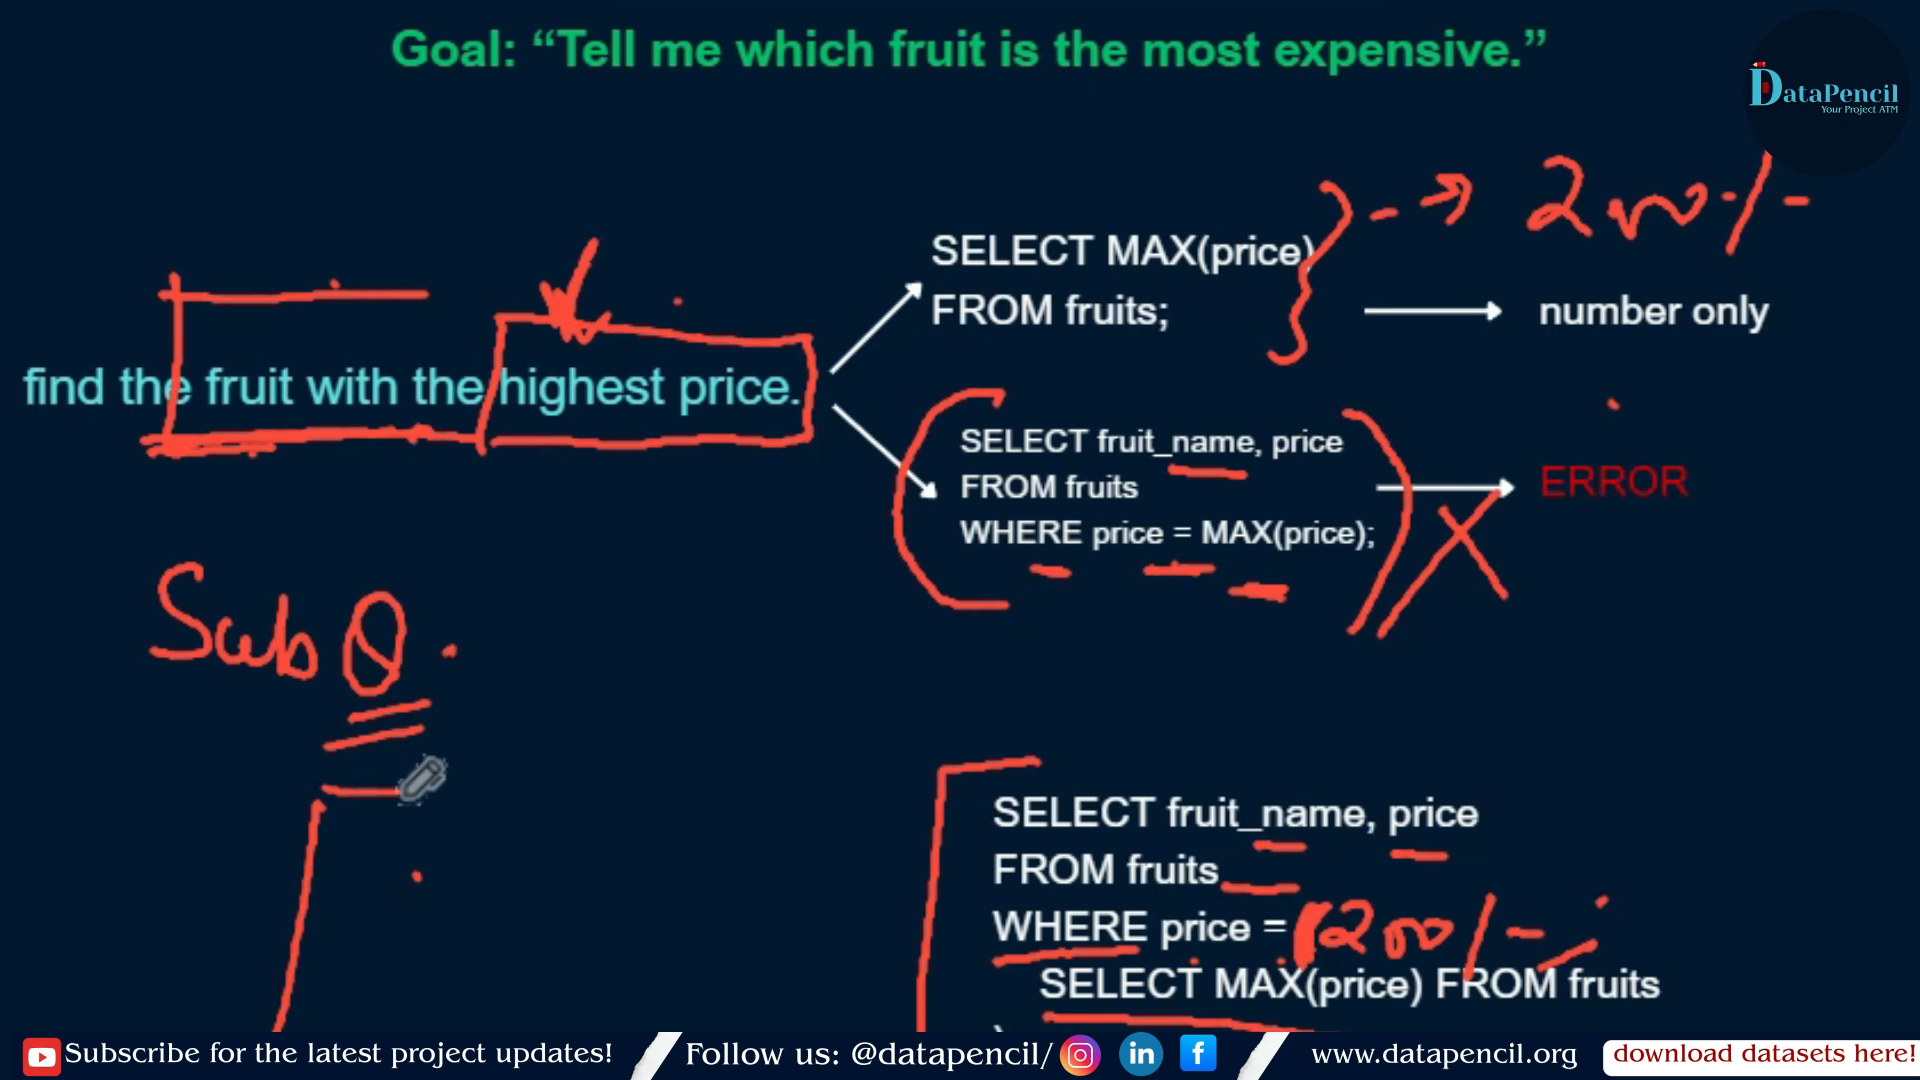 Goal: “Tell me which fruit is the most expensive.”
DataPencil
Your Project ATM
200/-
SELECT MAX(price)
FROM fruits;
number only
find the fruit with the highest price.
SELECT fruit_name, price
FROM fruits
WHERE price = MAX(price);
ERROR
Sub Q.
SELECT fruit_name, price
FROM fruits
WHERE price = (200/-
SELECT MAX(price) FROM fruits
Subscribe for the latest project updates!
Follow us: @datapencil/
www.datapencil.org
download datasets here!